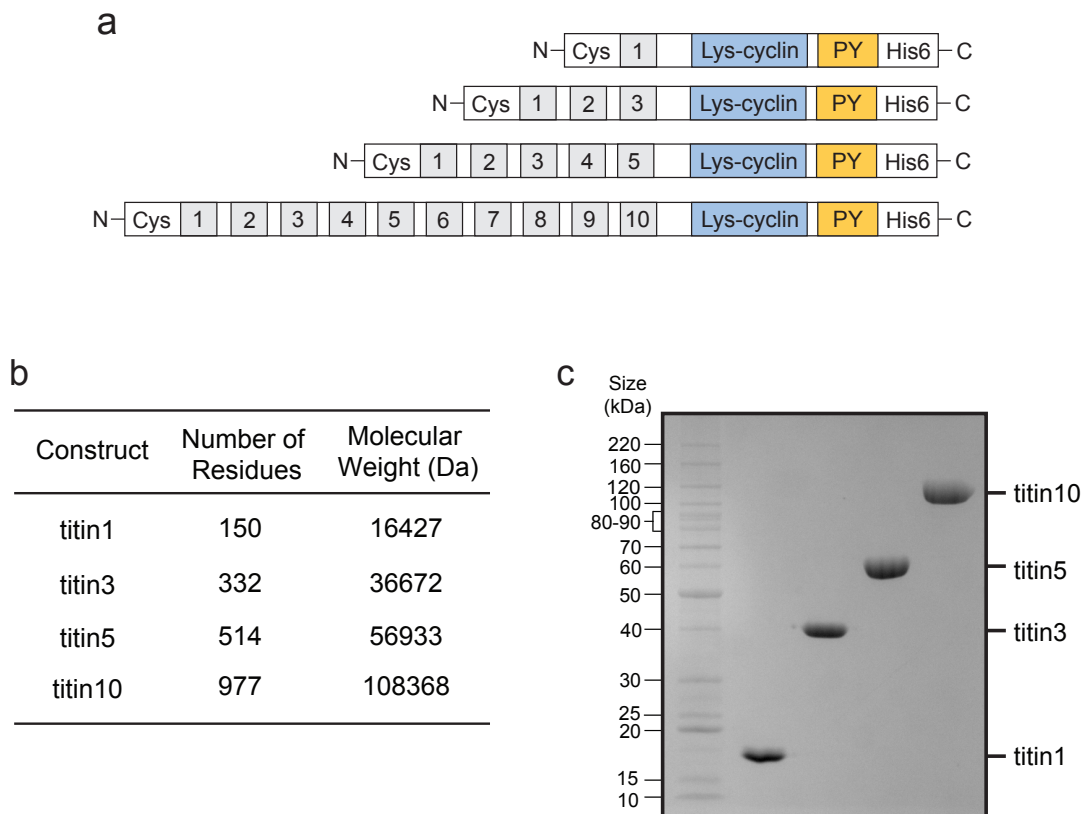 a
N Cys 1 Lys-cyclin PY His6 C
N Cys 1 2 3 Lys-cyclin PY His6 C
N Cys 1 2 3 4 5 Lys-cyclin PY His6 C
N Cys 1 2 3 4 5 6 7 8 9 10 Lys-cyclin PY His6 C
b
Construct Number of Residues Molecular Weight (Da)
titin1 150 16427
titin3 332 36672
titin5 514 56933
titin10 977 108368
c
Size
(kDa)
220
160
120
100
80-90
70
60
50
40
30
25
20
15
10
titin10
titin5
titin3
titin1